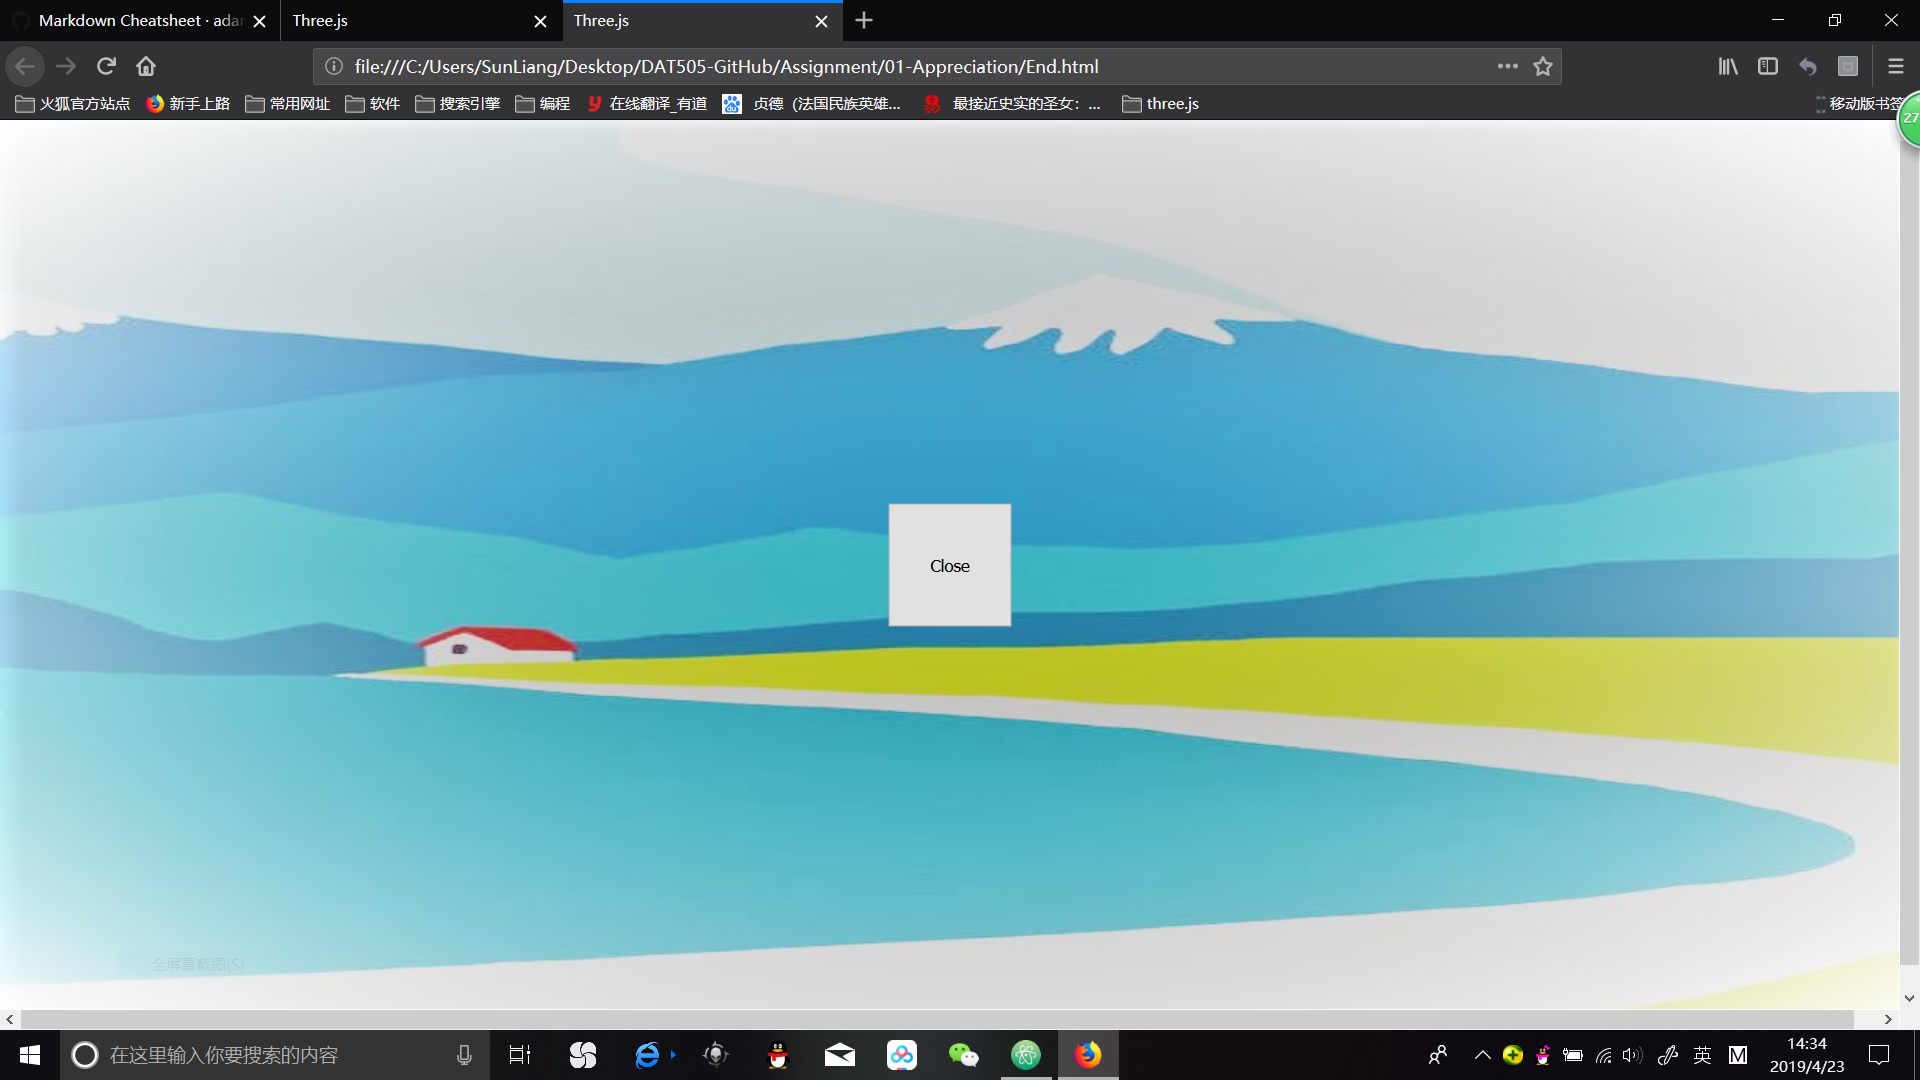 Markdown Cheatsheet · adar
Three.js
Three.js
file:///C:/Users/SunLiang/Desktop/DAT505-GitHub/Assignment/01-Appreciation/End.html
火狐官方站点 新手上路 常用网址 软件 搜索引擎 编程 在线翻译_有道 贞德（法国民族英雄... 最接近史实的圣女：... three.js 移动版书签
27
Close
全屏幕截图(S)
在这里输入你要搜索的内容
英
M
14:34
2019/4/23